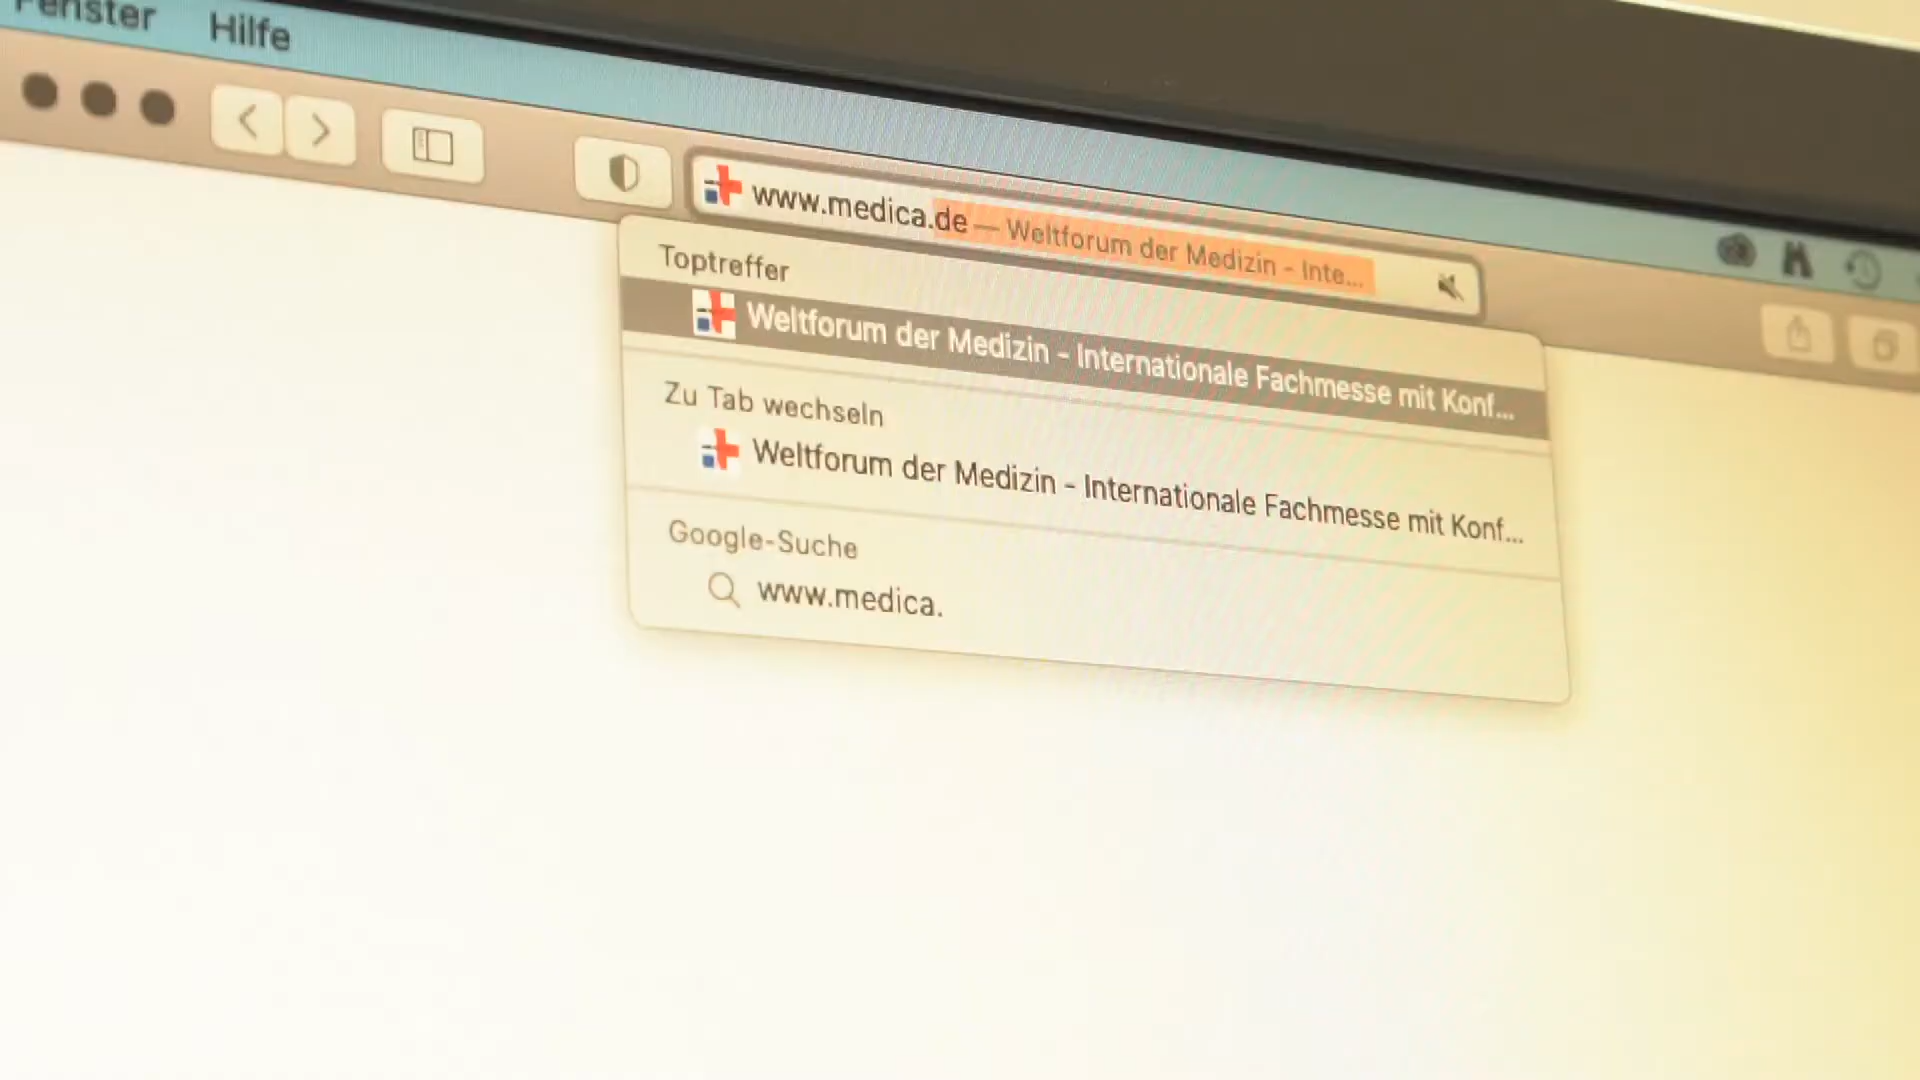 Fenster Hilfe
www.medica.de — Weltforum der Medizin - Inte...
Toptreffer
Weltforum der Medizin - Internationale Fachmesse mit Konf...
Zu Tab wechseln
Weltforum der Medizin - Internationale Fachmesse mit Konf...
Google-Suche
www.medica.